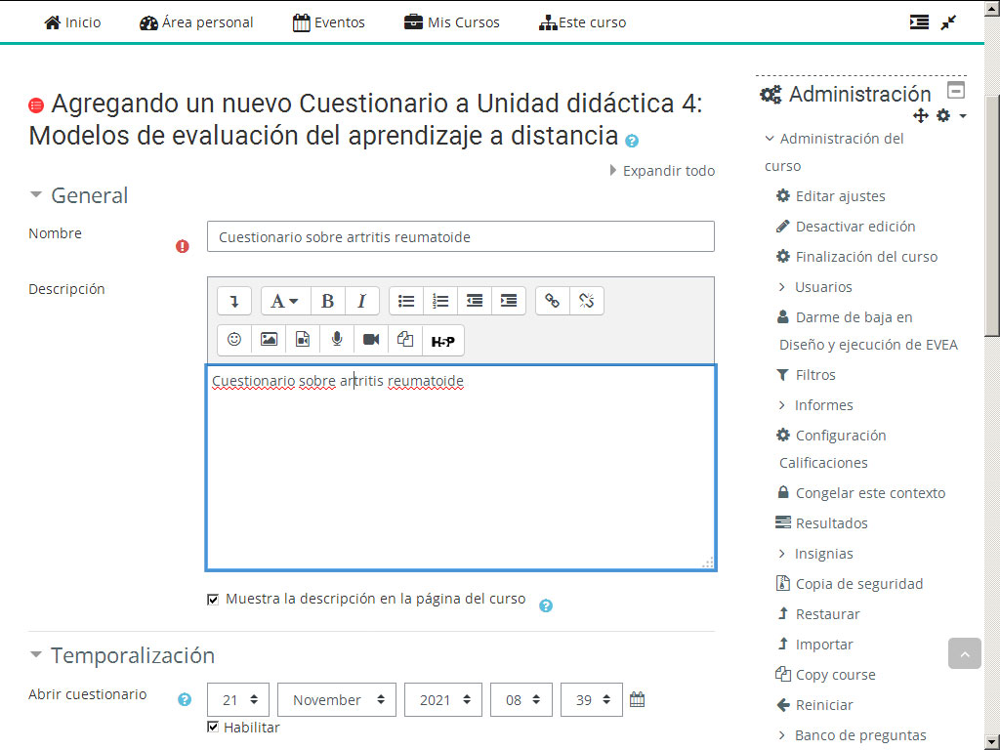 Inicio Área personal Eventos Mis Cursos Este curso
Agregando un nuevo Cuestionario a Unidad didáctica 4:
Modelos de evaluación del aprendizaje a distancia
Expandir todo
General
Nombre
Cuestionario sobre artritis reumatoide
Descripción
A B I
H5P
Cuestionario sobre artritis reumatoide
Muestra la descripción en la página del curso
Temporalización
Abrir cuestionario 21 November 2021 08 39
Habilitar
Administración
Administración del
curso
Editar ajustes
Desactivar edición
Finalización del curso
Usuarios
Darme de baja en
Diseño y ejecución de EVEA
Filtros
Informes
Configuración
Calificaciones
Congelar este contexto
Resultados
Insignias
Copia de seguridad
Restaurar
Importar
Copy course
Reiniciar
Banco de preguntas